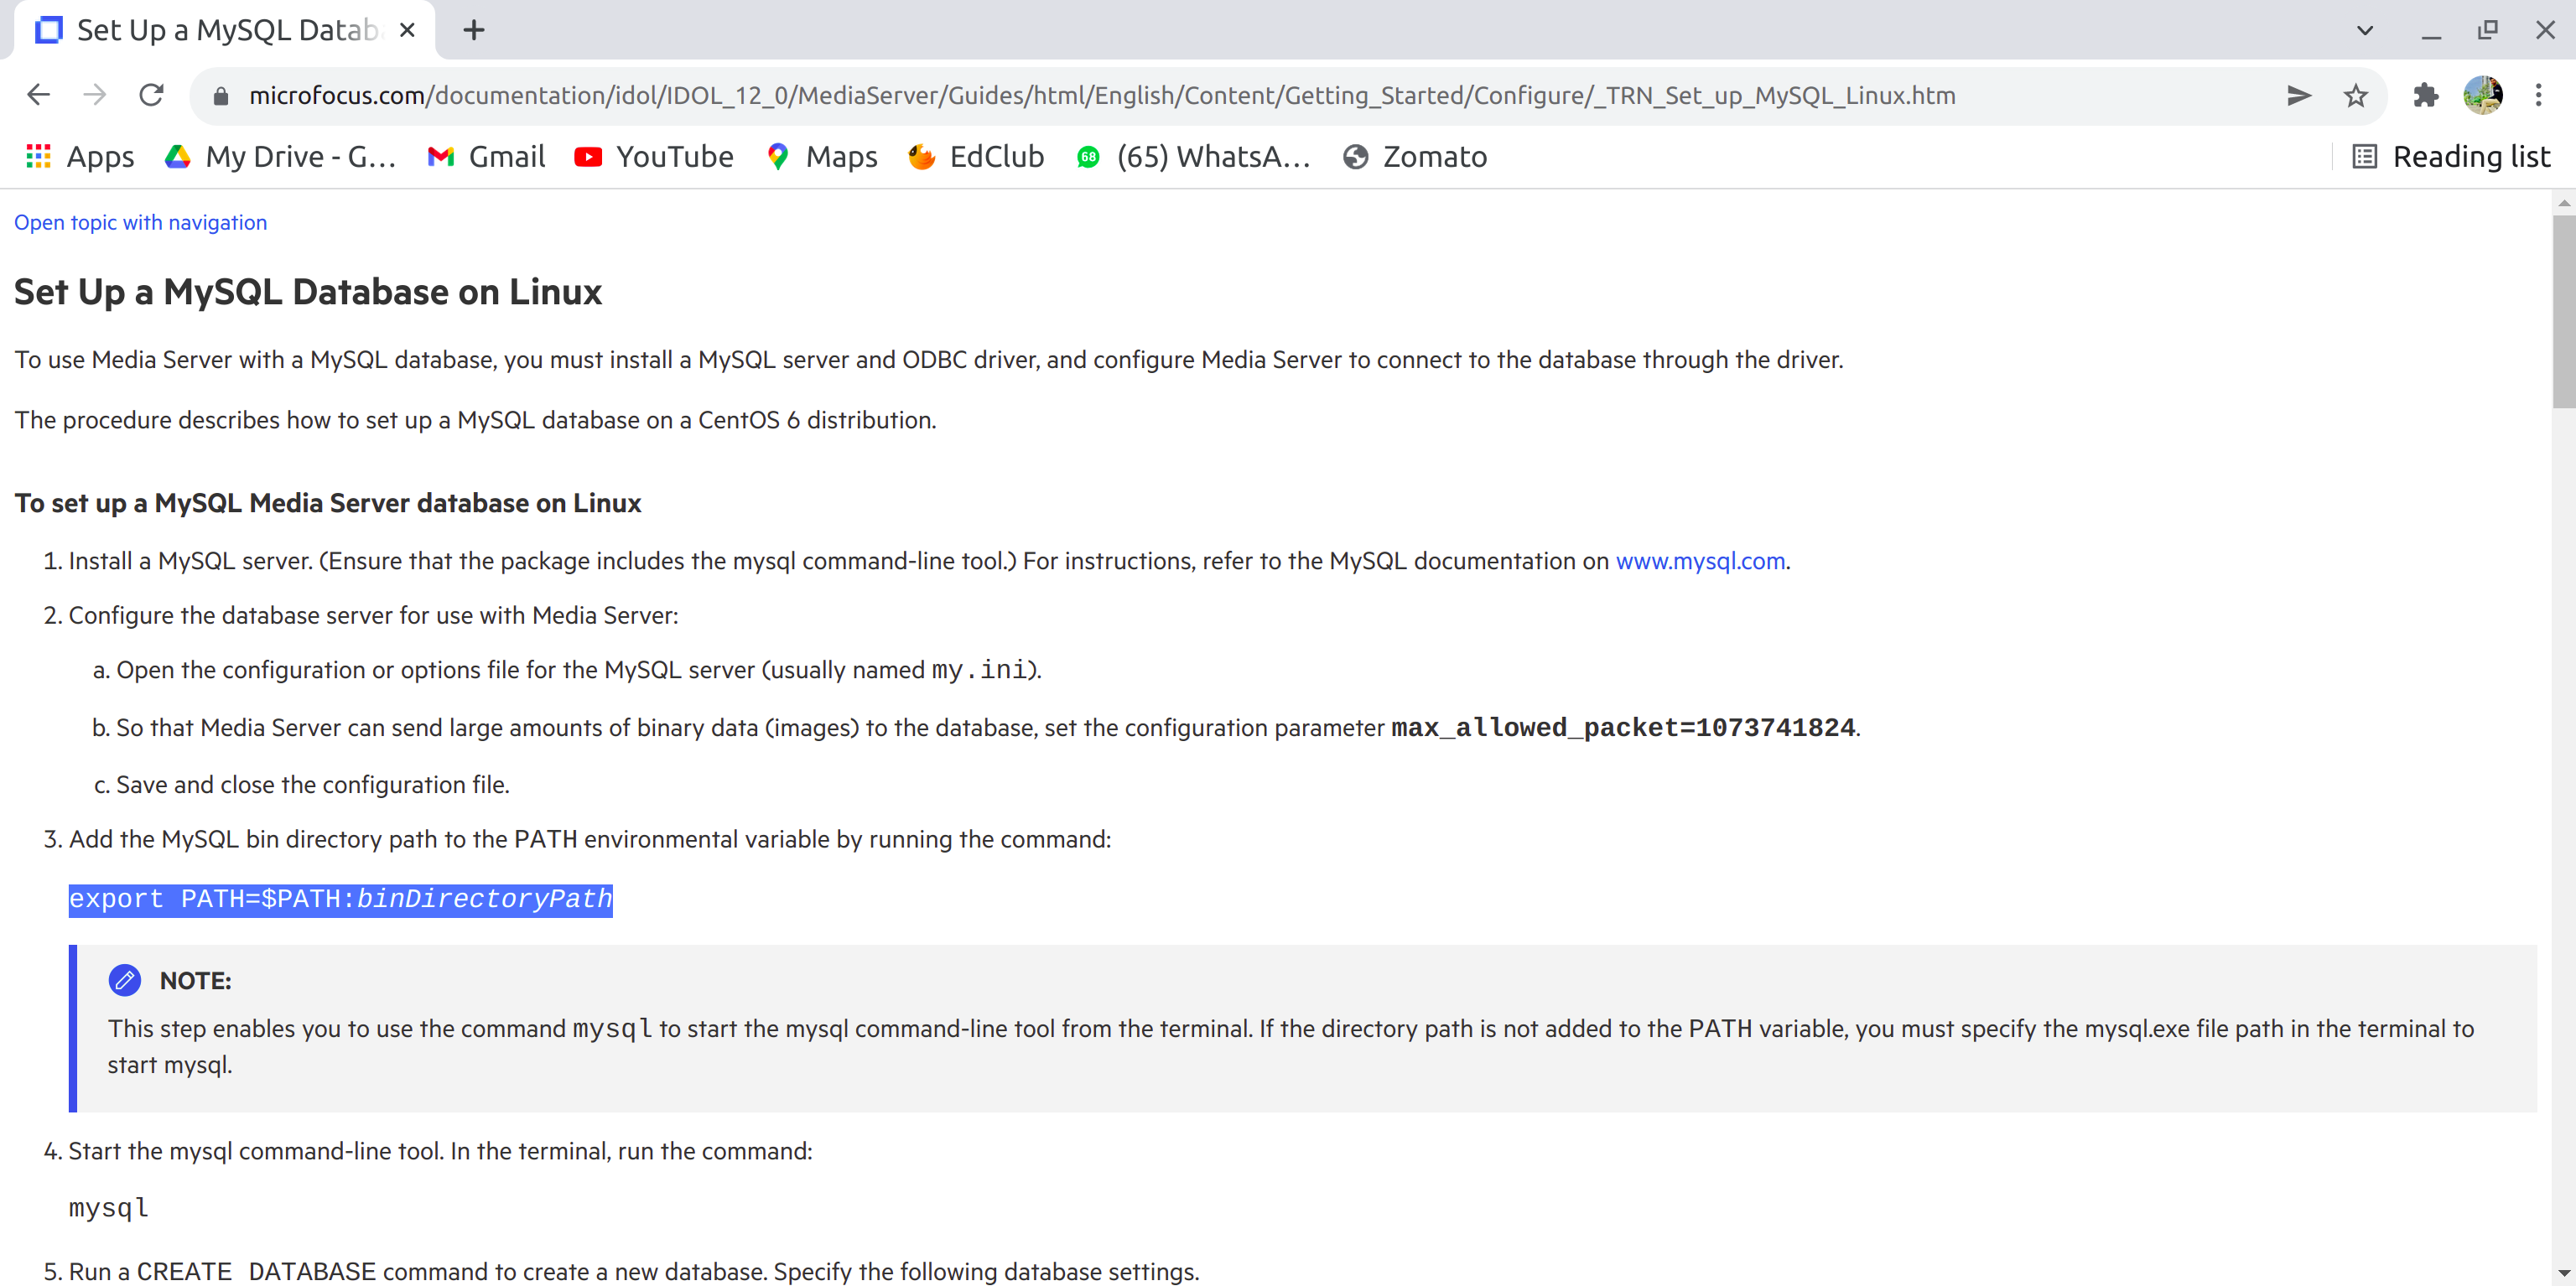 Set Up a MySQL Datab
microfocus.com/documentation/idol/IDOL_12_0/MediaServer/Guides/html/English/Content/Getting_Started/Configure/_TRN_Set_up_MySQL_Linux.htm
Apps My Drive - G... Gmail YouTube Maps EdClub 68 (65) WhatsA... Zomato Reading list
Open topic with navigation
Set Up a MySQL Database on Linux
To use Media Server with a MySQL database, you must install a MySQL server and ODBC driver, and configure Media Server to connect to the database through the driver.
The procedure describes how to set up a MySQL database on a CentOS 6 distribution.
To set up a MySQL Media Server database on Linux
1. Install a MySQL server. (Ensure that the package includes the mysql command-line tool.) For instructions, refer to the MySQL documentation on www.mysql.com.
2. Configure the database server for use with Media Server:
a. Open the configuration or options file for the MySQL server (usually named my.ini).
b. So that Media Server can send large amounts of binary data (images) to the database, set the configuration parameter max_allowed_packet=1073741824.
c. Save and close the configuration file.
3. Add the MySQL bin directory path to the PATH environmental variable by running the command:
export PATH=$PATH:binDirectoryPath
NOTE:
This step enables you to use the command mysql to start the mysql command-line tool from the terminal. If the directory path is not added to the PATH variable, you must specify the mysql.exe file path in the terminal to
start mysql.
4. Start the mysql command-line tool. In the terminal, run the command:
mysql
5. Run a CREATE DATABASE command to create a new database. Specify the following database settings.